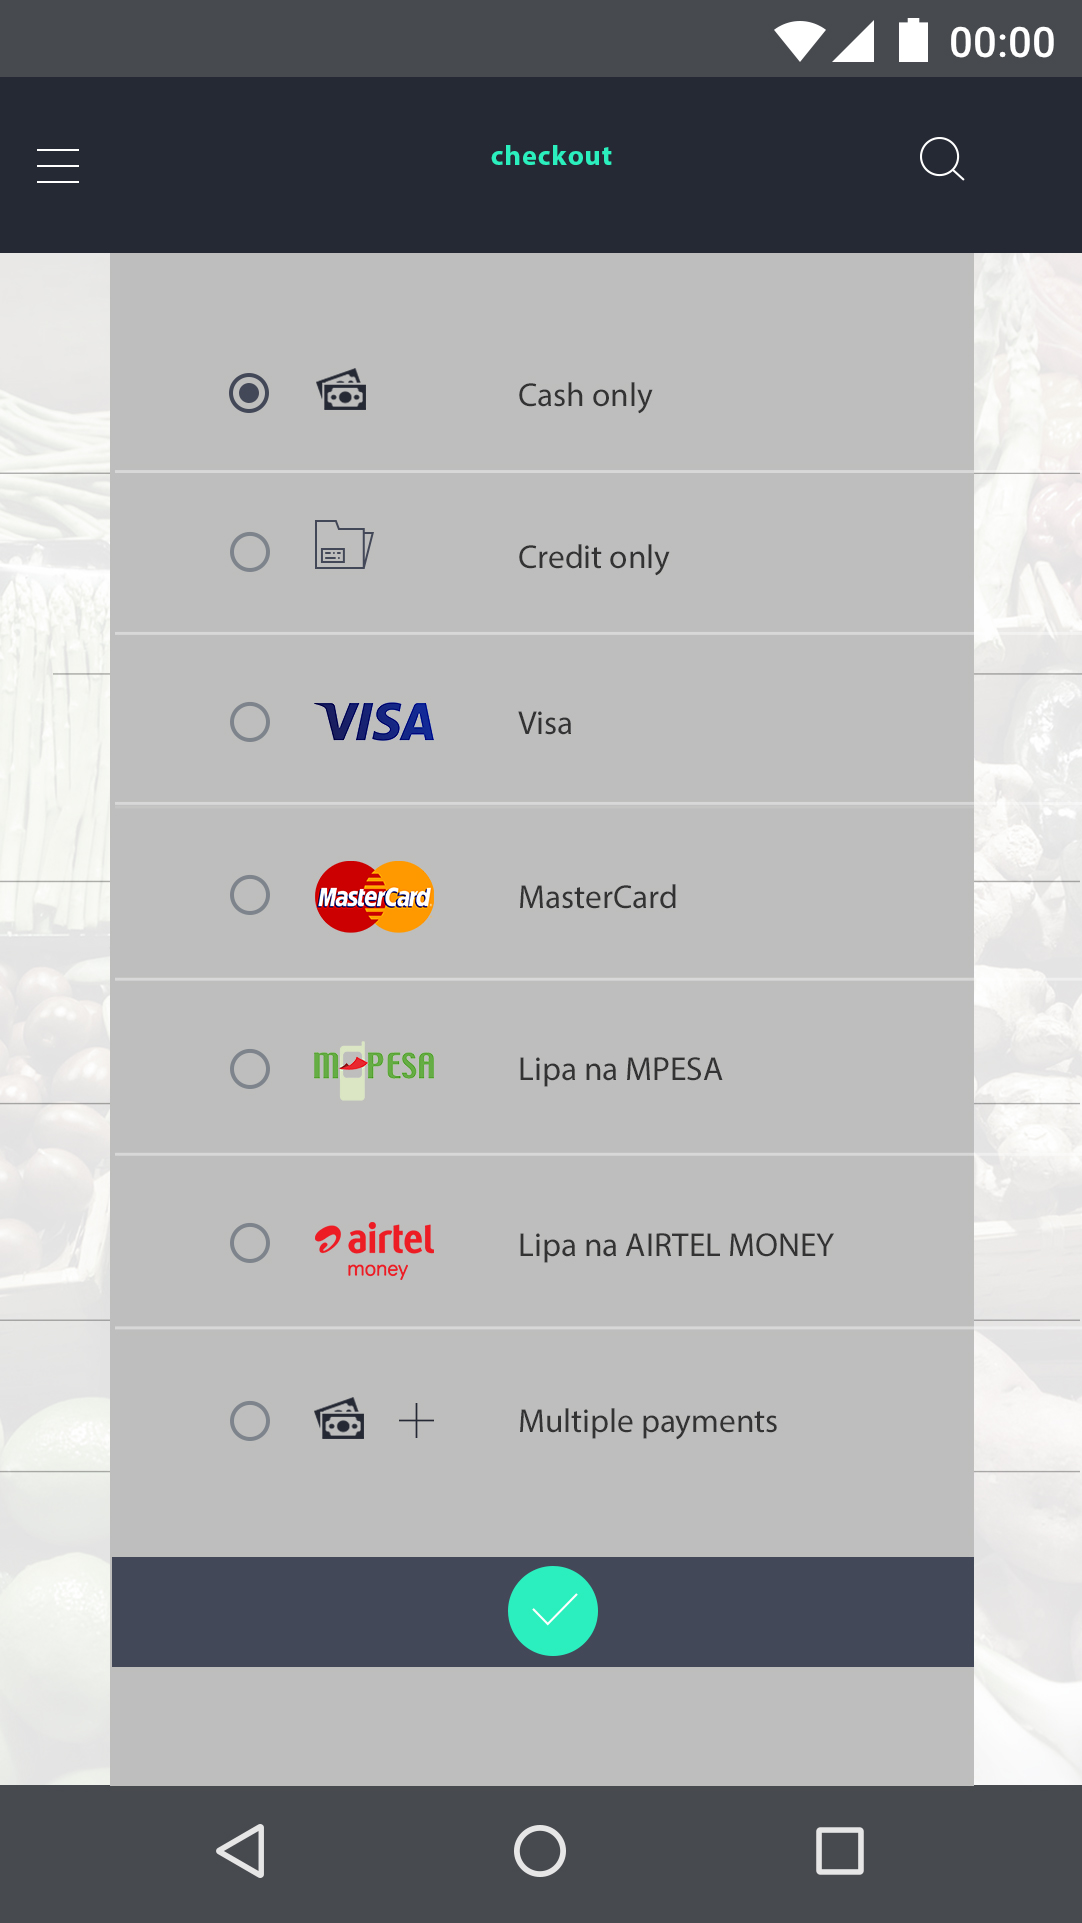 00:00
checkout
Cash only
Credit only
VISA Visa
MasterCard MasterCard
M PESA Lipa na MPESA
airtel money Lipa na AIRTEL MONEY
Multiple payments